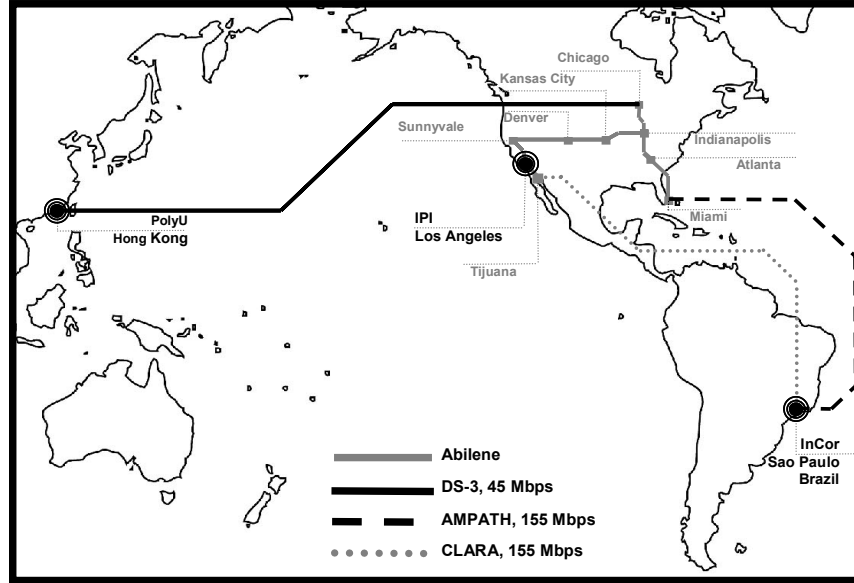 Chicago
Kansas City
Denver
Sunnyvale
Indianapolis
Atlanta
PolyU
Hong Kong
IPI
Los Angeles
Miami
Tijuana
InCor
Sao Paulo
Brazil
Abilene
DS-3, 45 Mbps
AMPATH, 155 Mbps
CLARA, 155 Mbps